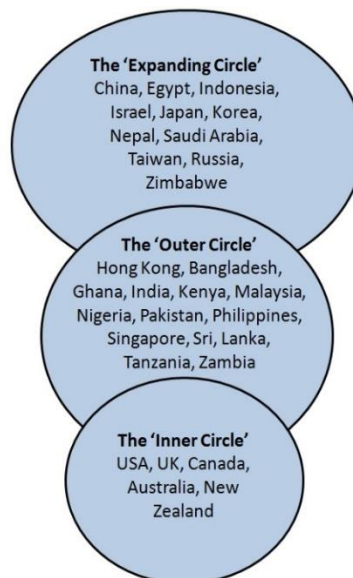 The ‘Expanding Circle’
China, Egypt, Indonesia,
Israel, Japan, Korea,
Nepal, Saudi Arabia,
Taiwan, Russia,
Zimbabwe
The ‘Outer Circle’
Hong Kong, Bangladesh,
Ghana, India, Kenya, Malaysia,
Nigeria, Pakistan, Philippines,
Singapore, Sri, Lanka,
Tanzania, Zambia
The ‘Inner Circle’
USA, UK, Canada,
Australia, New
Zealand